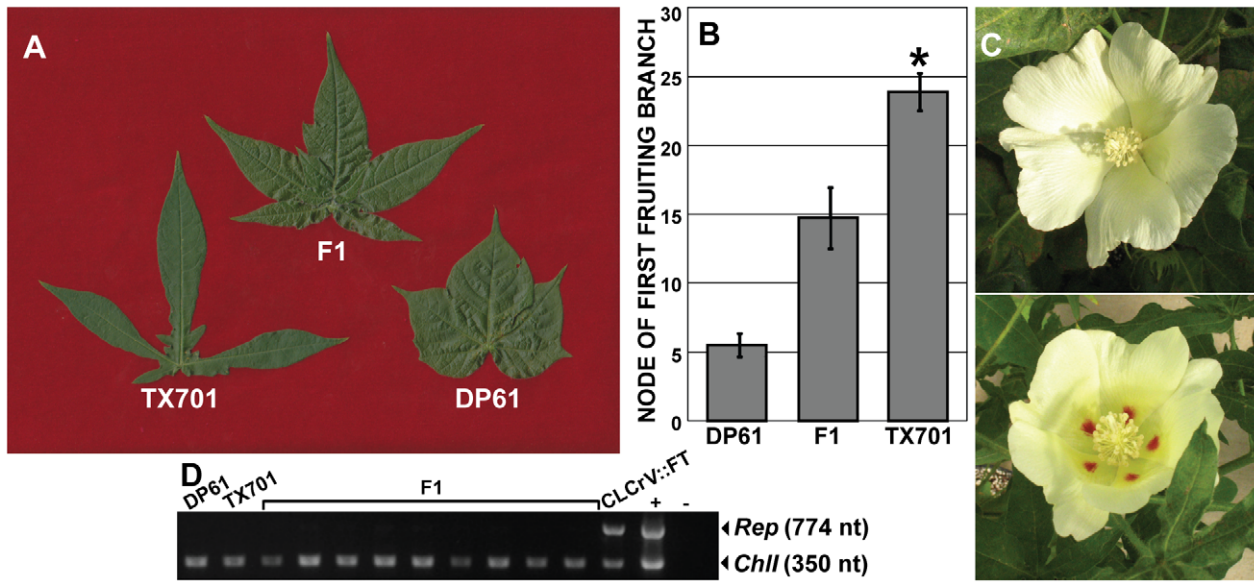 A
F1
TX701
DP61
B
NODE OF FIRST FRUITING BRANCH
30
25
20
15
10
5
0
*
DP61 F1 TX701
C
D
DP61 TX701 F1 CLCrV::FT + -
Rep (774 nt)
ChlI (350 nt)